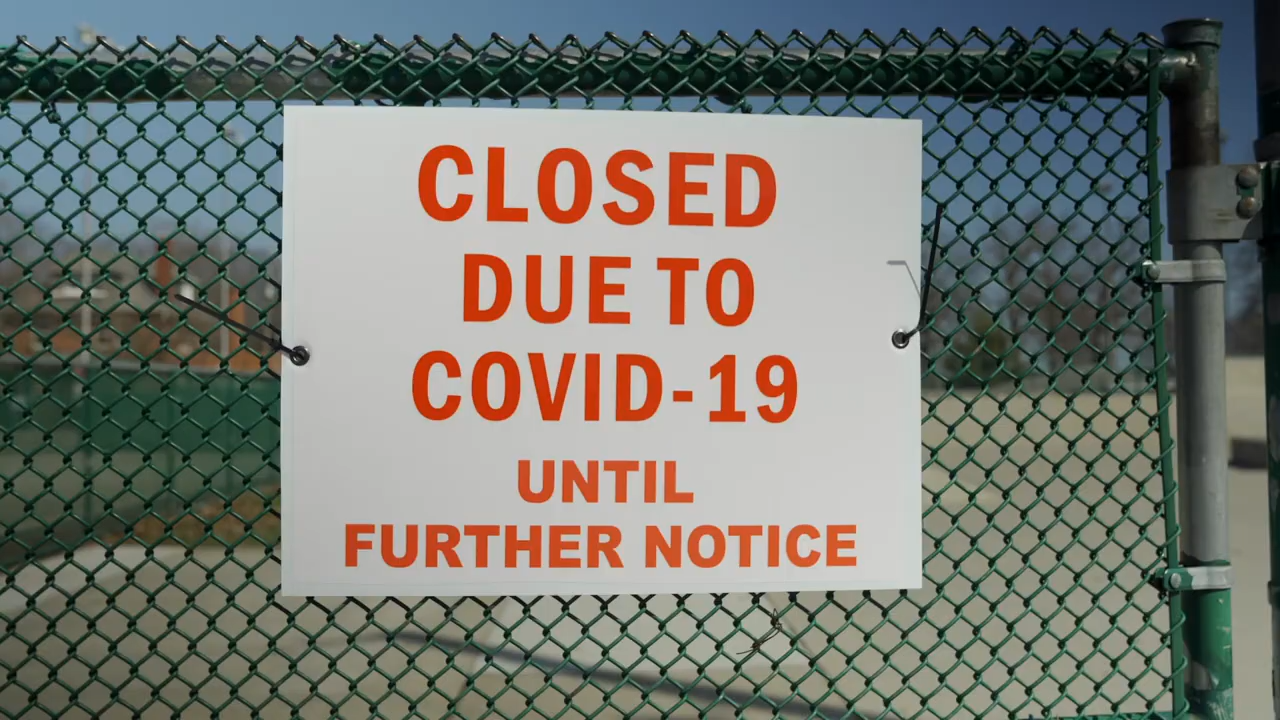 CLOSED
DUE TO
COVID-19
UNTIL
FURTHER NOTICE